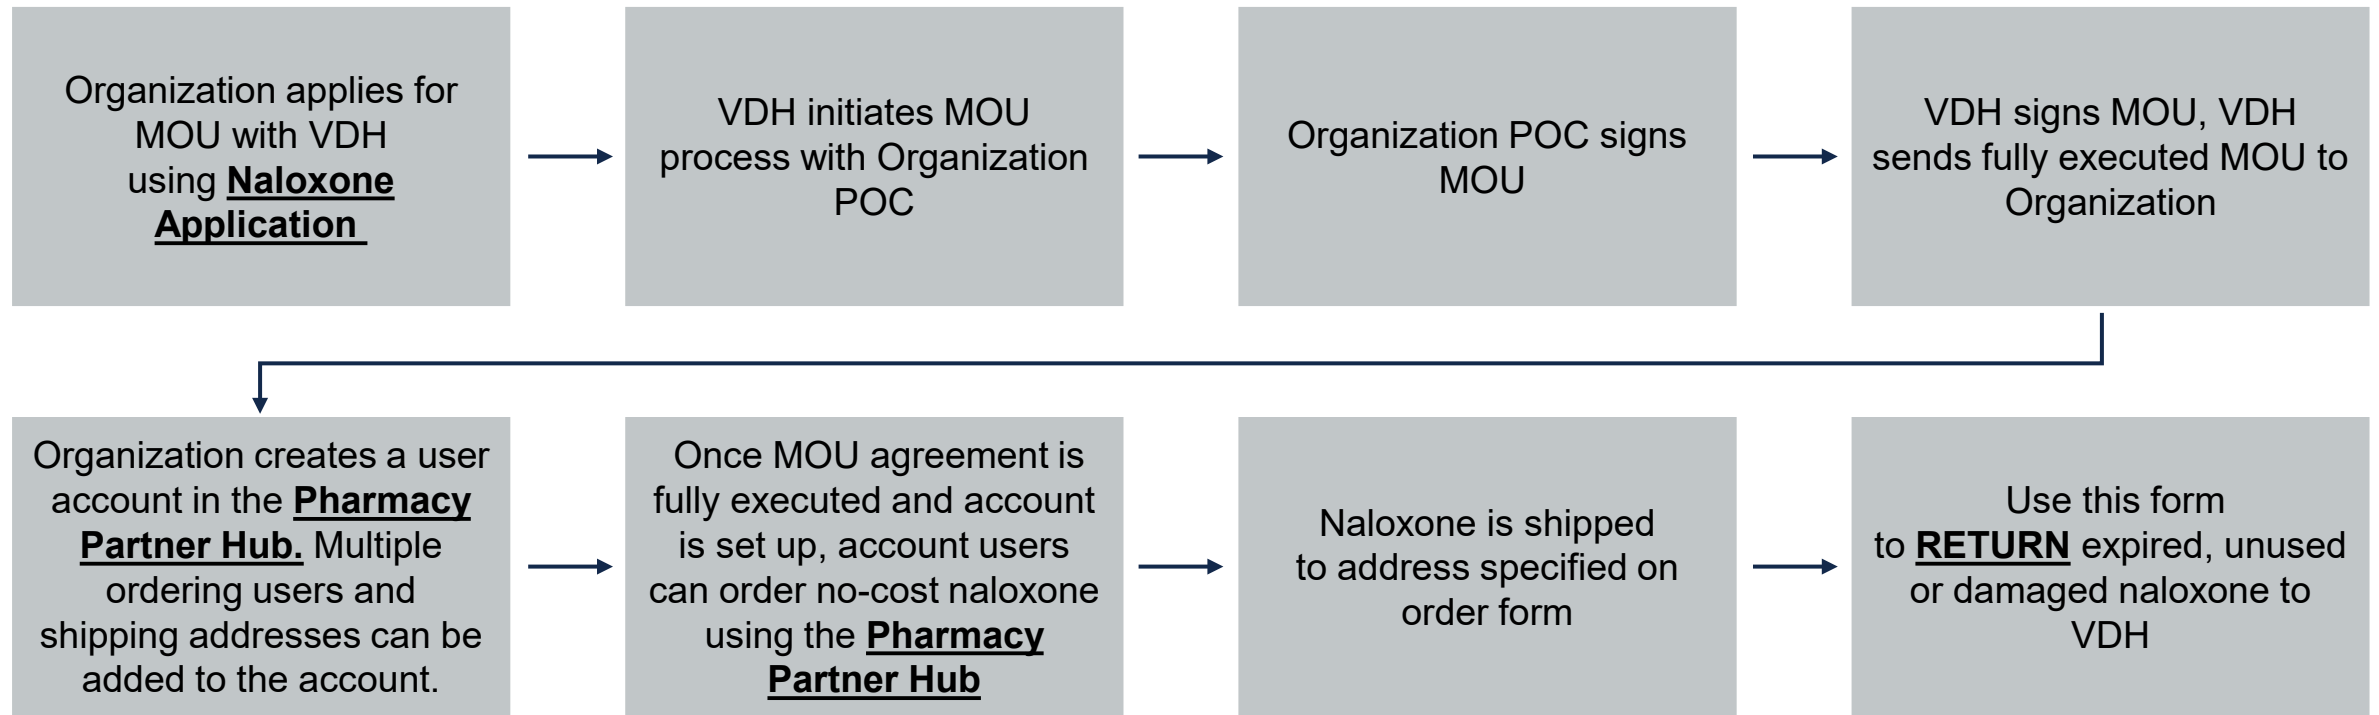 Organization applies for
MOU with VDH
using Naloxone
Application
VDH initiates MOU
process with Organization
POC
Organization POC signs
MOU
VDH signs MOU, VDH
sends fully executed MOU to
Organization
Organization creates a user
account in the Pharmacy
Partner Hub. Multiple
ordering users and
shipping addresses can be
added to the account.
Once MOU agreement is
fully executed and account
is set up, account users
can order no-cost naloxone
using the Pharmacy
Partner Hub
Naloxone is shipped
to address specified on
order form
Use this form
to RETURN expired, unused
or damaged naloxone to
VDH